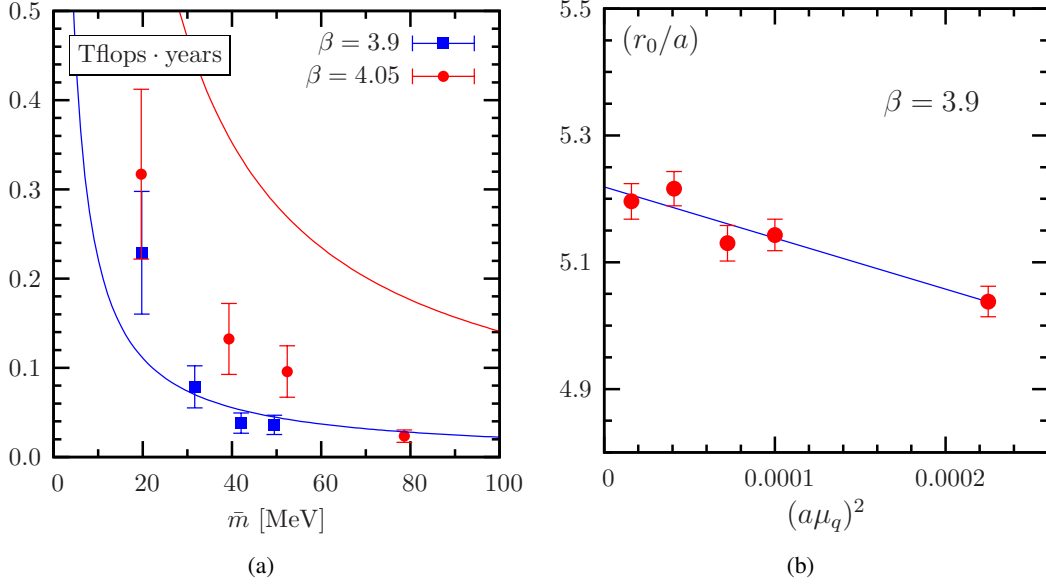 0.5
0.4
0.3
0.2
0.1
0.0
Tflops · years
β = 3.9
β = 4.05
0 20 40 60 80 100
m̄ [MeV]
(a)
5.5
5.3
5.1
4.9
(r₀/a)
β = 3.9
0 0.0001 0.0002
(aμ_q)²
(b)